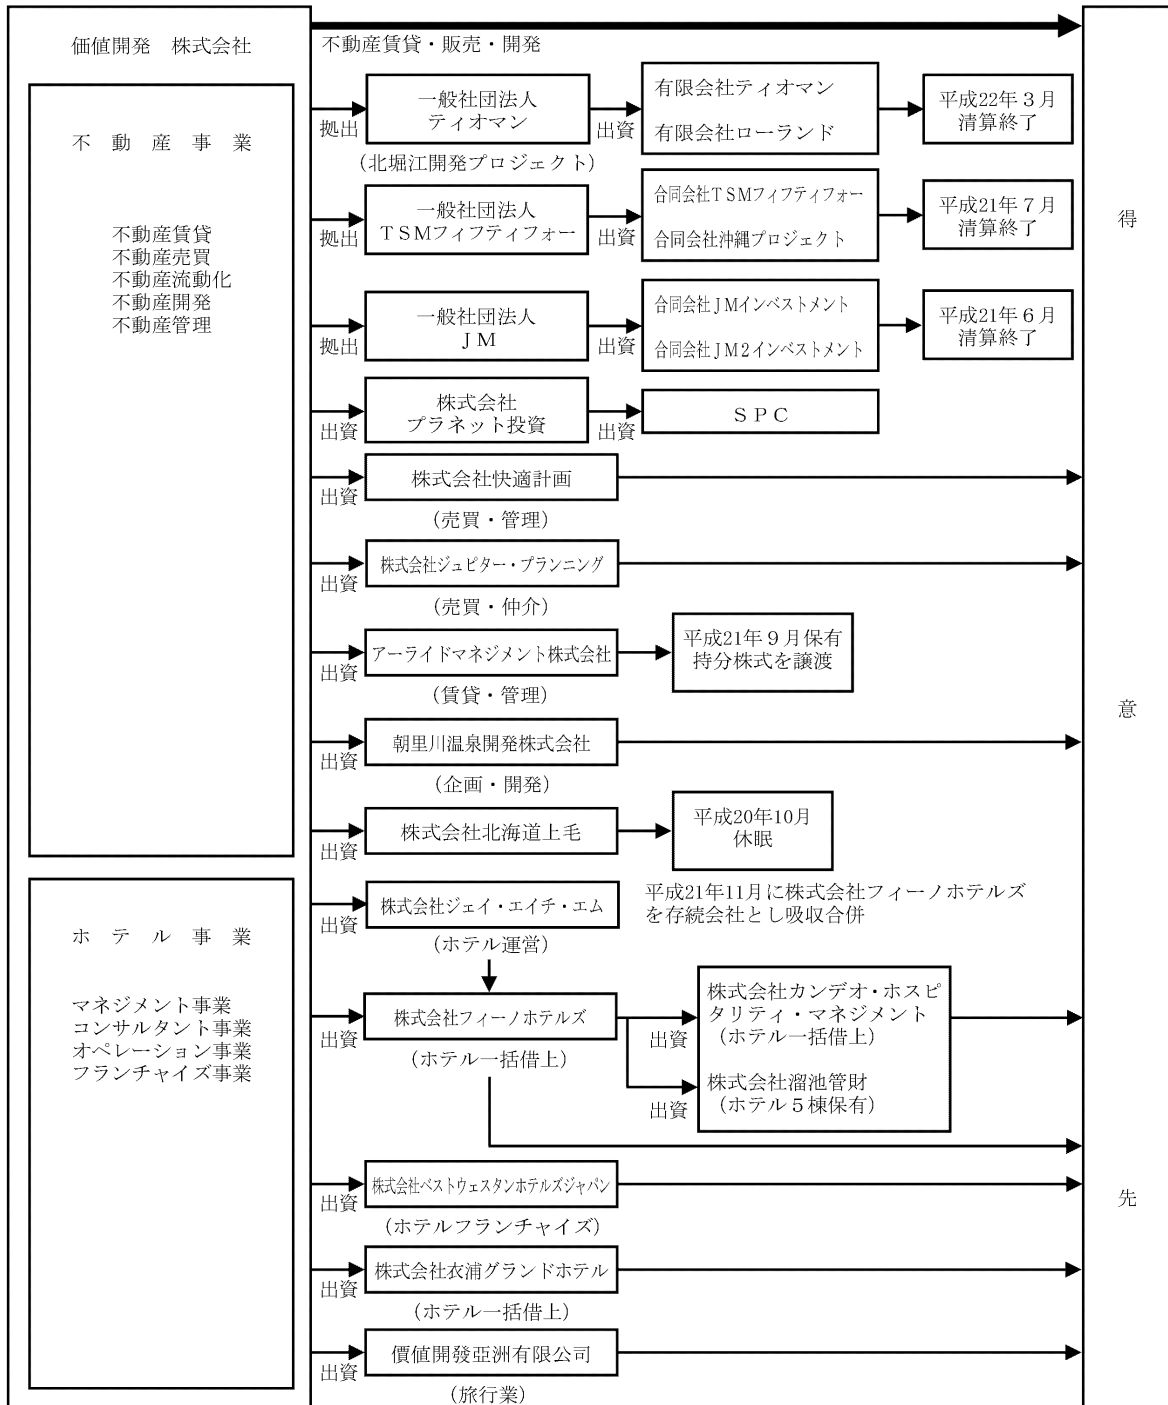 価値開発　株式会社
不動産賃貸・販売・開発
不動産事業
不動産賃貸
不動産売買
不動産流動化
不動産開発
不動産管理
拠出
一般社団法人
ティオマン
(北堀江開発プロジェクト)
出資
有限会社ティオマン
有限会社ローランド
平成22年３月
清算終了
拠出
一般社団法人
ＴＳＭフィフティフォー
出資
合同会社ＴＳＭフィフティフォー
合同会社沖縄プロジェクト
平成21年７月
清算終了
拠出
一般社団法人
ＪＭ
出資
合同会社ＪＭインベストメント
合同会社ＪＭ２インベストメント
平成21年６月
清算終了
出資
株式会社
プラネット投資
出資
ＳＰＣ
出資
株式会社快適計画
(売買・管理)
出資
株式会社ジュピター・プランニング
(売買・仲介)
出資
アーライドマネジメント株式会社
(賃貸・管理)
平成21年９月保有
持分株式を譲渡
出資
朝里川温泉開発株式会社
(企画・開発)
出資
株式会社北海道上毛
平成20年10月
休眠
ホテル事業
マネジメント事業
コンサルタント事業
オペレーション事業
フランチャイズ事業
出資
株式会社ジェイ・エイチ・エム
(ホテル運営)
平成21年11月に株式会社フィーノホテルズ
を存続会社とし吸収合併
出資
株式会社フィーノホテルズ
(ホテル一括借上)
出資
株式会社カンデオ・ホスピ
タリティ・マネジメント
(ホテル一括借上)
出資
株式会社溜池管財
(ホテル５棟保有)
出資
株式会社ベストウェスタンホテルズジャパン
(ホテルフランチャイズ)
出資
株式会社衣浦グランドホテル
(ホテル一括借上)
出資
價値開發亞洲有限公司
(旅行業)
得
意
先